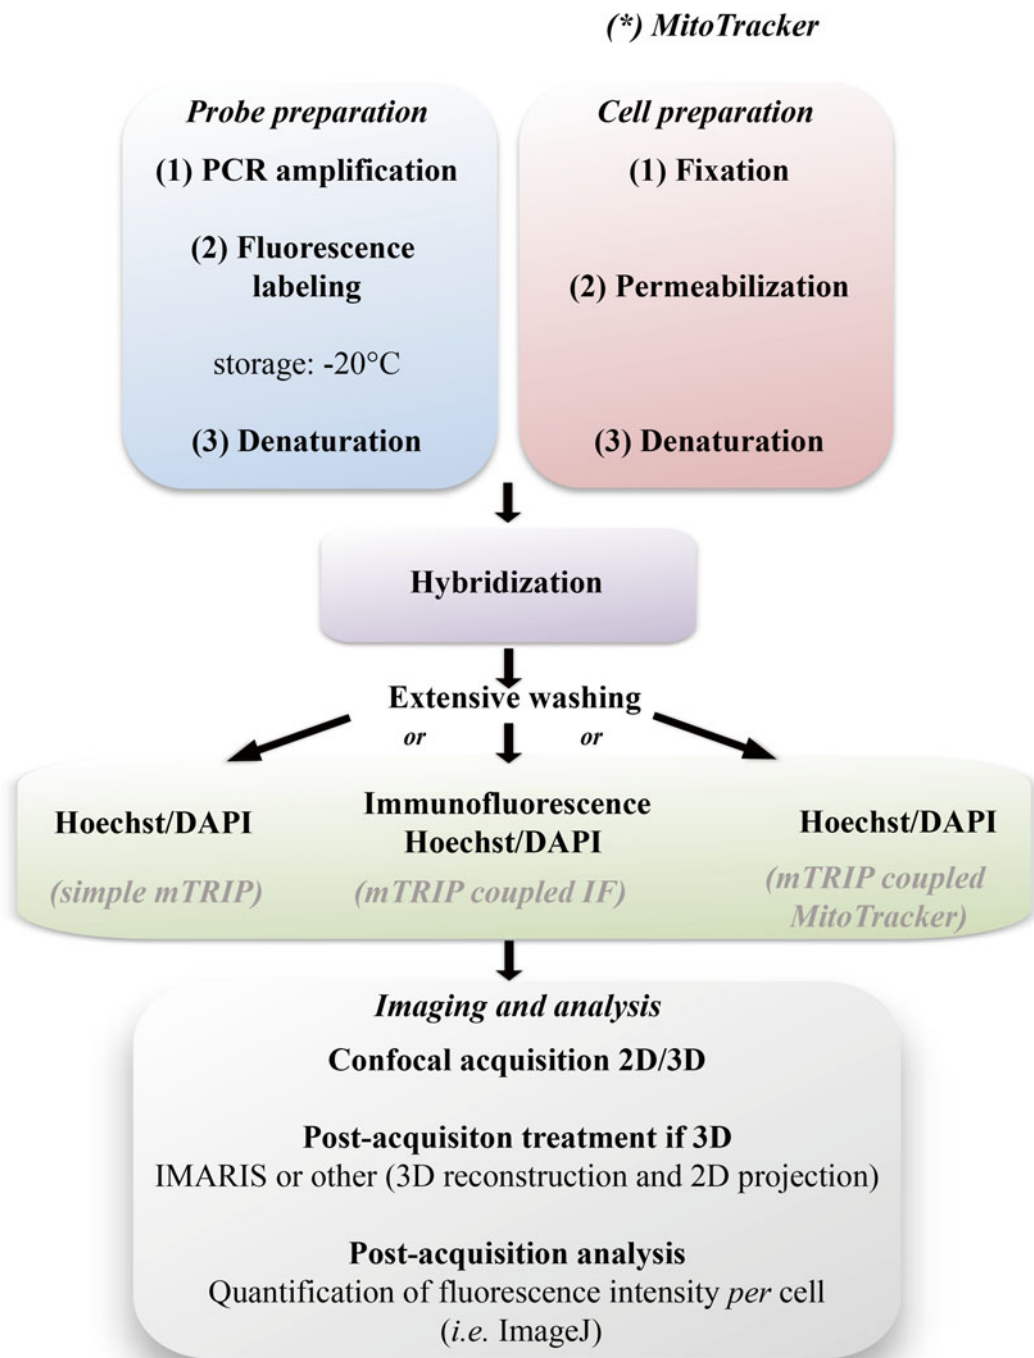 (*) MitoTracker
Probe preparation
(1) PCR amplification
(2) Fluorescence
labeling
storage: -20°C
(3) Denaturation
Cell preparation
(1) Fixation
(2) Permeabilization
(3) Denaturation
Hybridization
Extensive washing
or
or
Hoechst/DAPI
(simple mTRIP)
Immunofluorescence
Hoechst/DAPI
(mTRIP coupled IF)
Hoechst/DAPI
(mTRIP coupled
MitoTracker)
Imaging and analysis
Confocal acquisition 2D/3D
Post-acquisiton treatment if 3D
IMARIS or other (3D reconstruction and 2D projection)
Post-acquisition analysis
Quantification of fluorescence intensity per cell
(i.e. ImageJ)